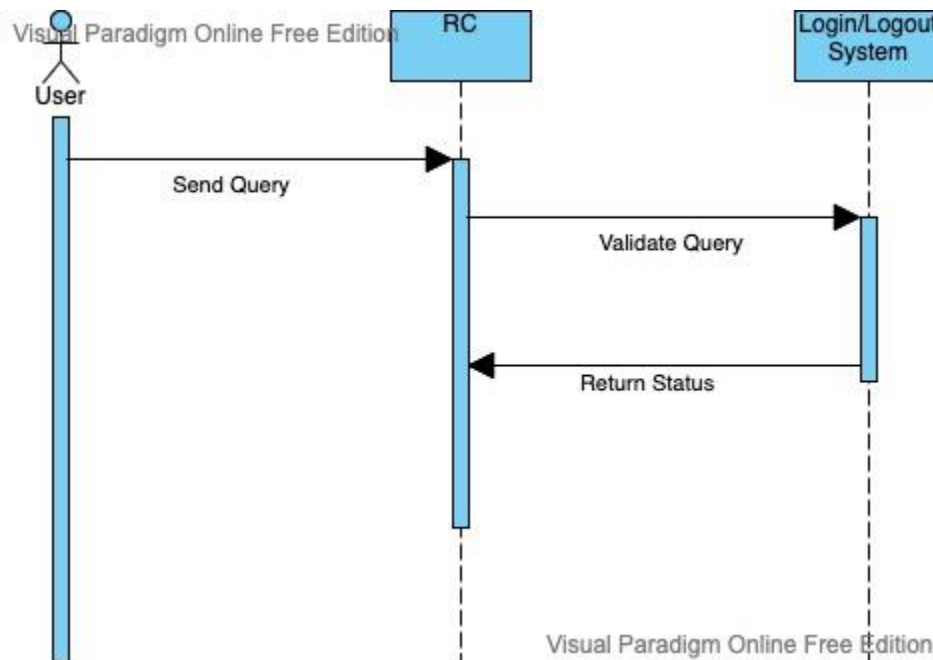 Visual Paradigm Online Free Edition
User
RC
Login/Logout
System
Send Query
Validate Query
Return Status
Visual Paradigm Online Free Edition